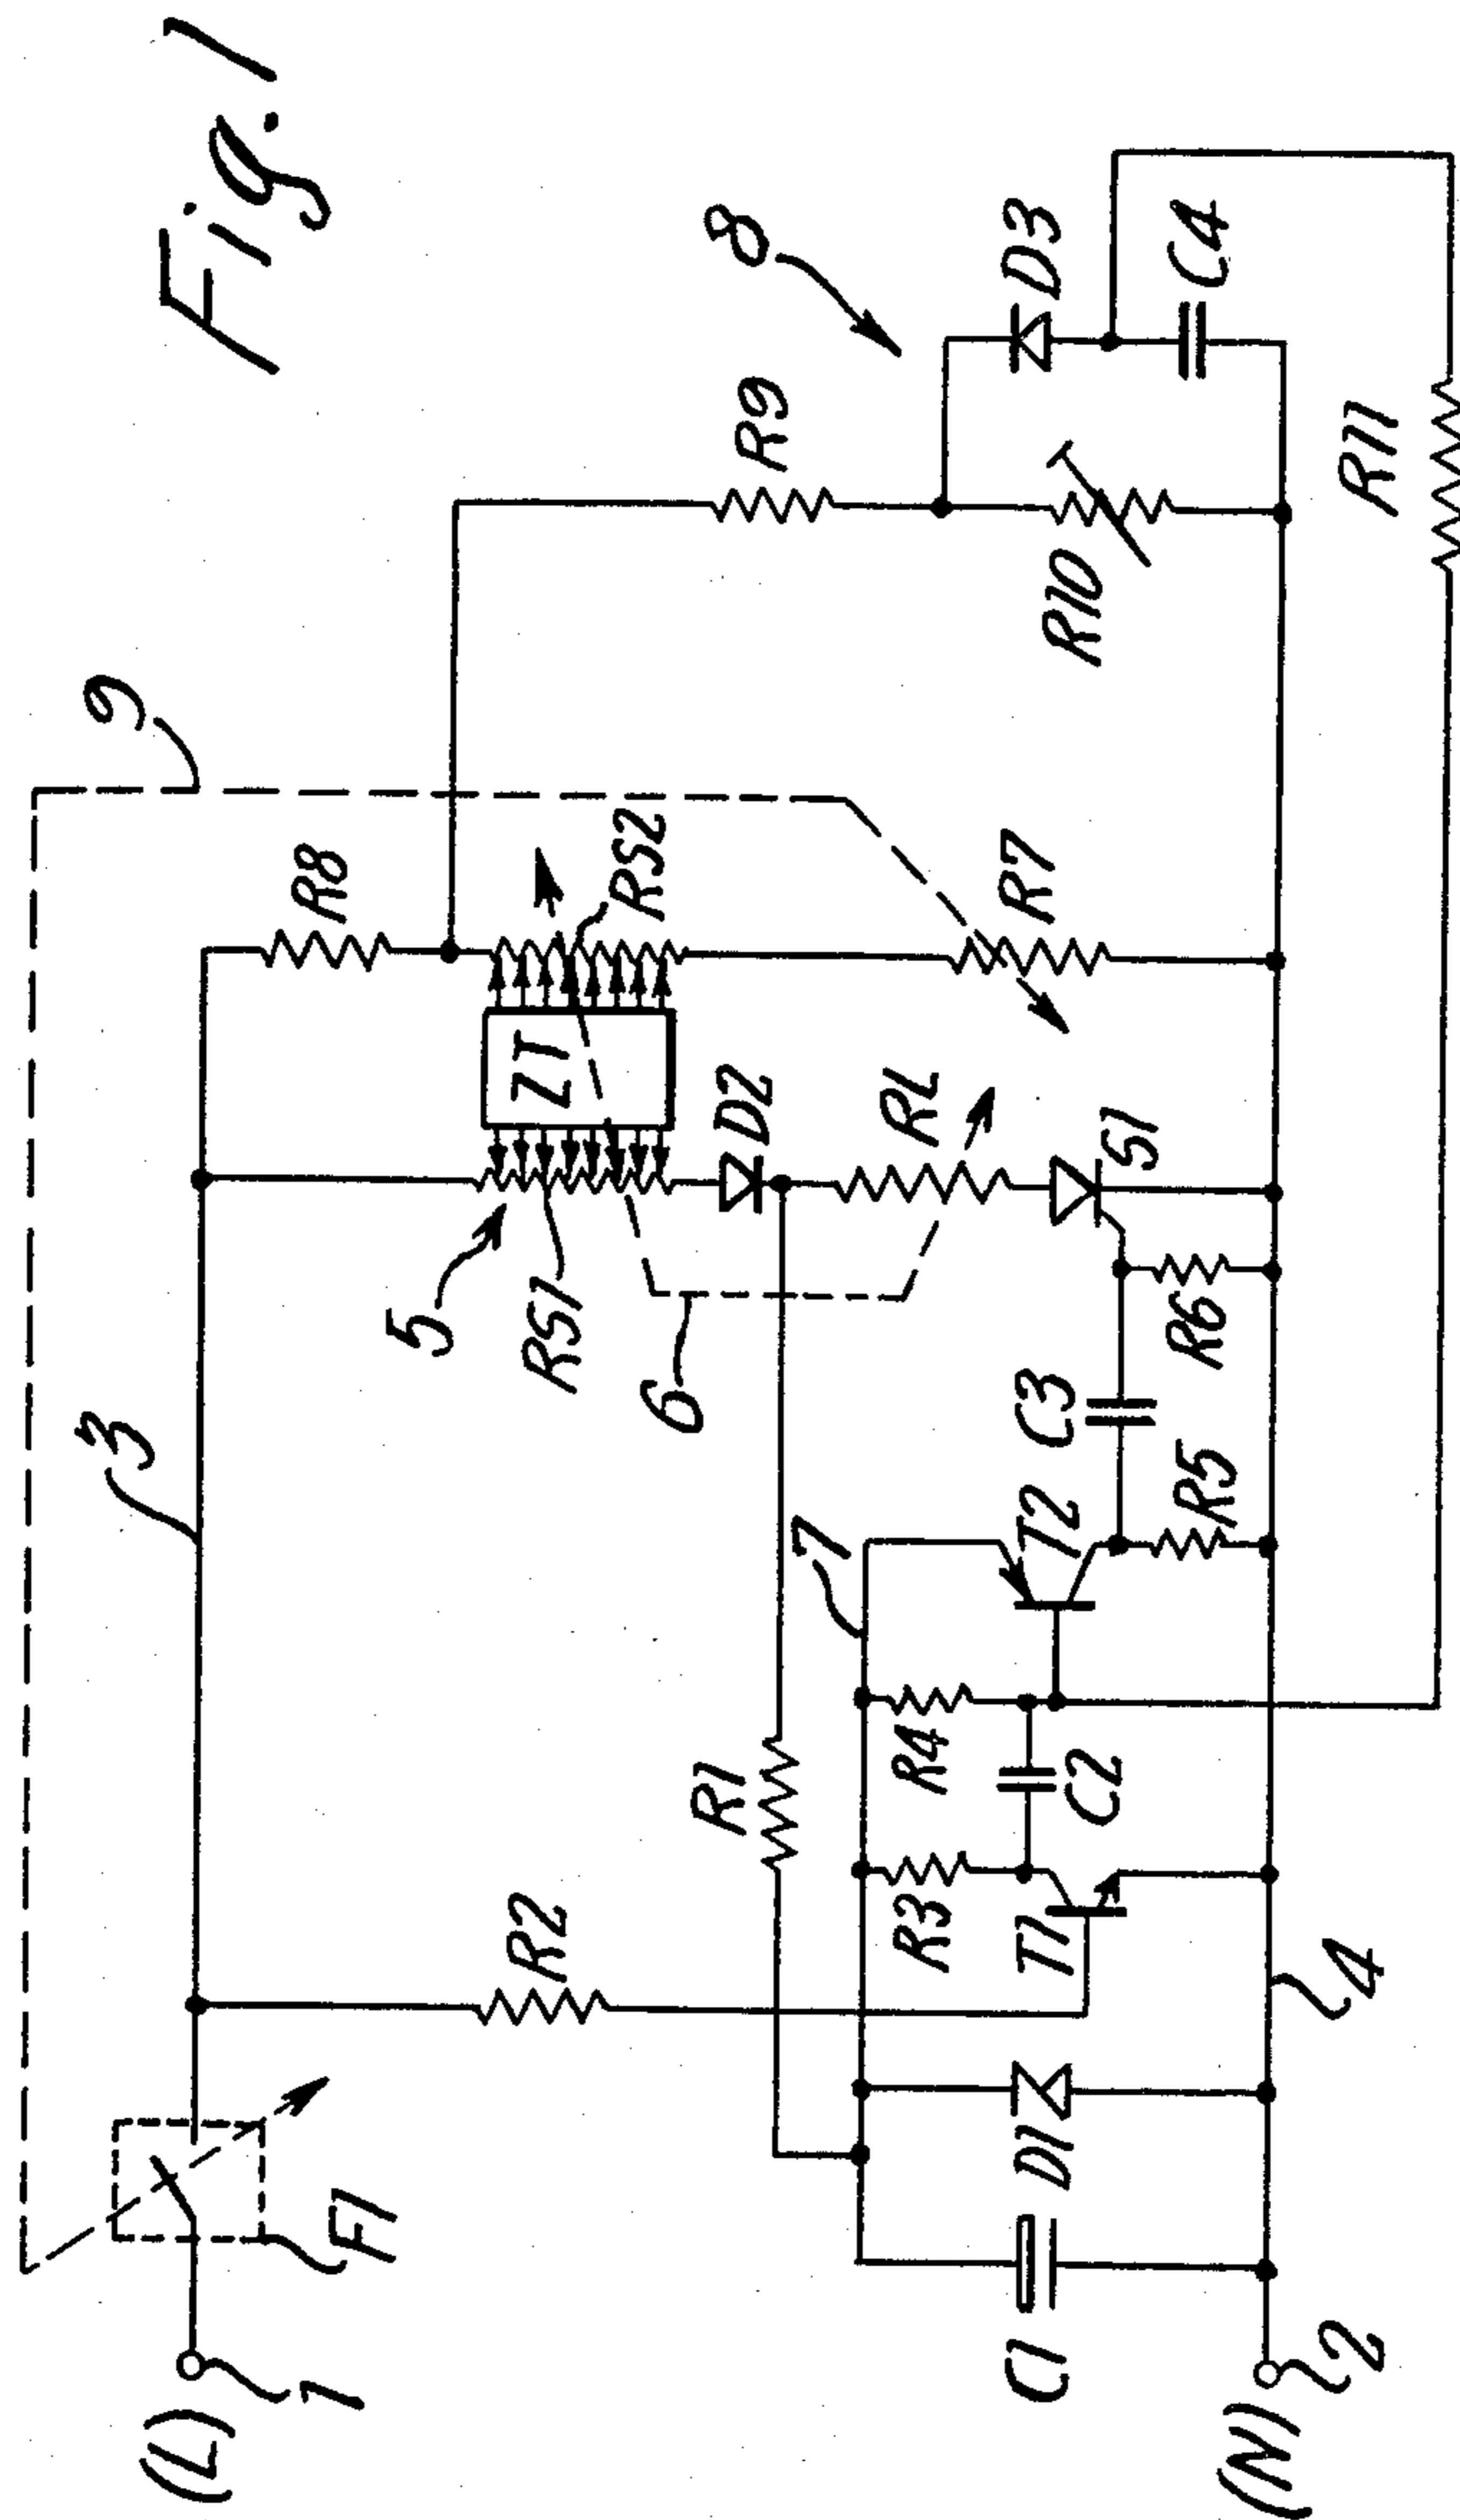 Fig. 1
9
3
8
(L)
1
F1
R2
R8
ZT
RS2
R9
D3
C4
5
RS1
D2
6
RL
R7
R10
R11
R1
7
S1
C1
D1
R3
T1
R4
C2
T2
C3
R5
R6
4
(N)
2